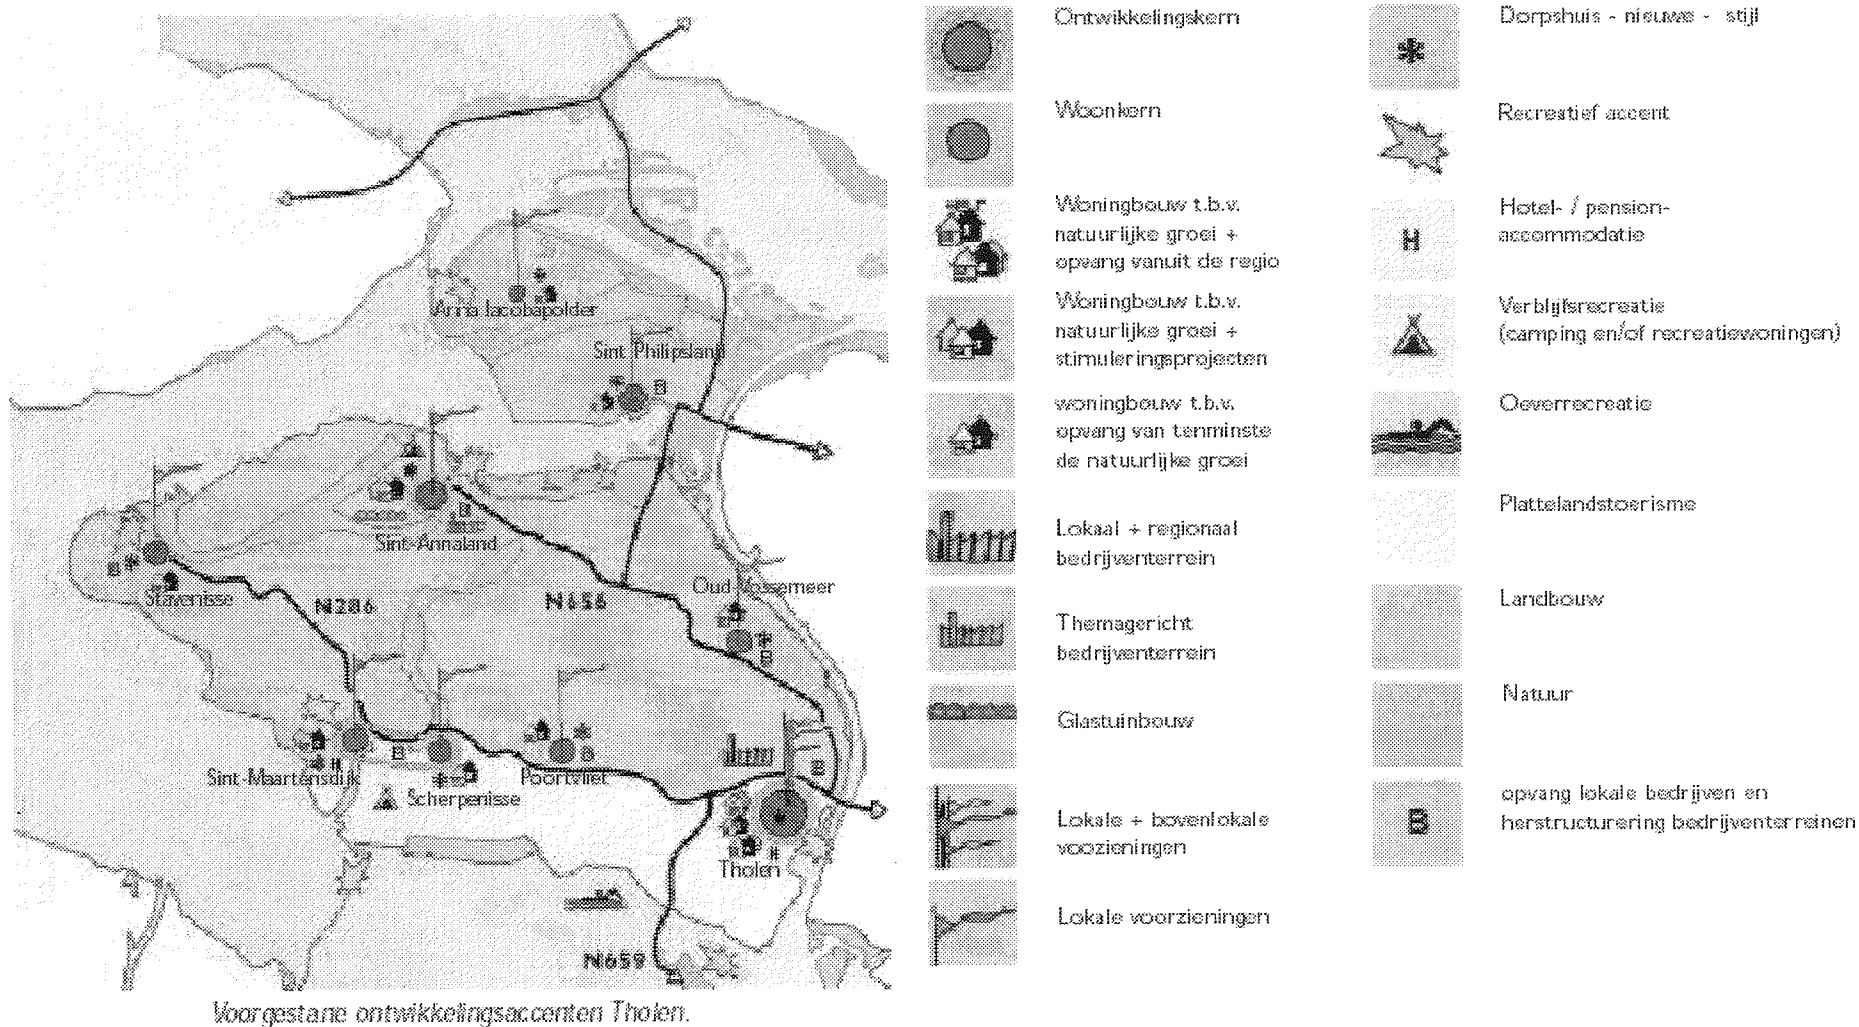 Anna Jacobapolder
Sint Philipsland
Sint-Annaland
Stavenisse
N286
N656
Oud Vossemeer
B
B
B
B
B
B
Sint-Maartensdijk
H
Scherpenisse
Poortvliet
Tholen
H
N659
Voorgestane ontwikkelingsaccenten Tholen.
Ontwikkelingskern
Woonkern
Woningbouw t.b.v.
natuurlijke groei +
opvang vanuit de regio
Woningbouw t.b.v.
natuurlijke groei +
stimuleringsprojecten
woningbouw t.b.v.
opvang van tenminste
de natuurlijke groei
Lokaal + regionaal
bedrijventerrein
Themagericht
bedrijventerrein
Glastuinbouw
Lokale + bovenlokale
voozieningen
Lokale voorzieningen
Dorpshuis - nieuwe - stijl
Recreatief accent
H
Hotel- / pension-
accommodatie
Verblijfsrecreatie
(camping en/of recreatiewoningen)
Oeverrecreatie
Plattelandstoerisme
Landbouw
Natuur
B
opvang lokale bedrijven en
herstructurering bedrijventerreinen